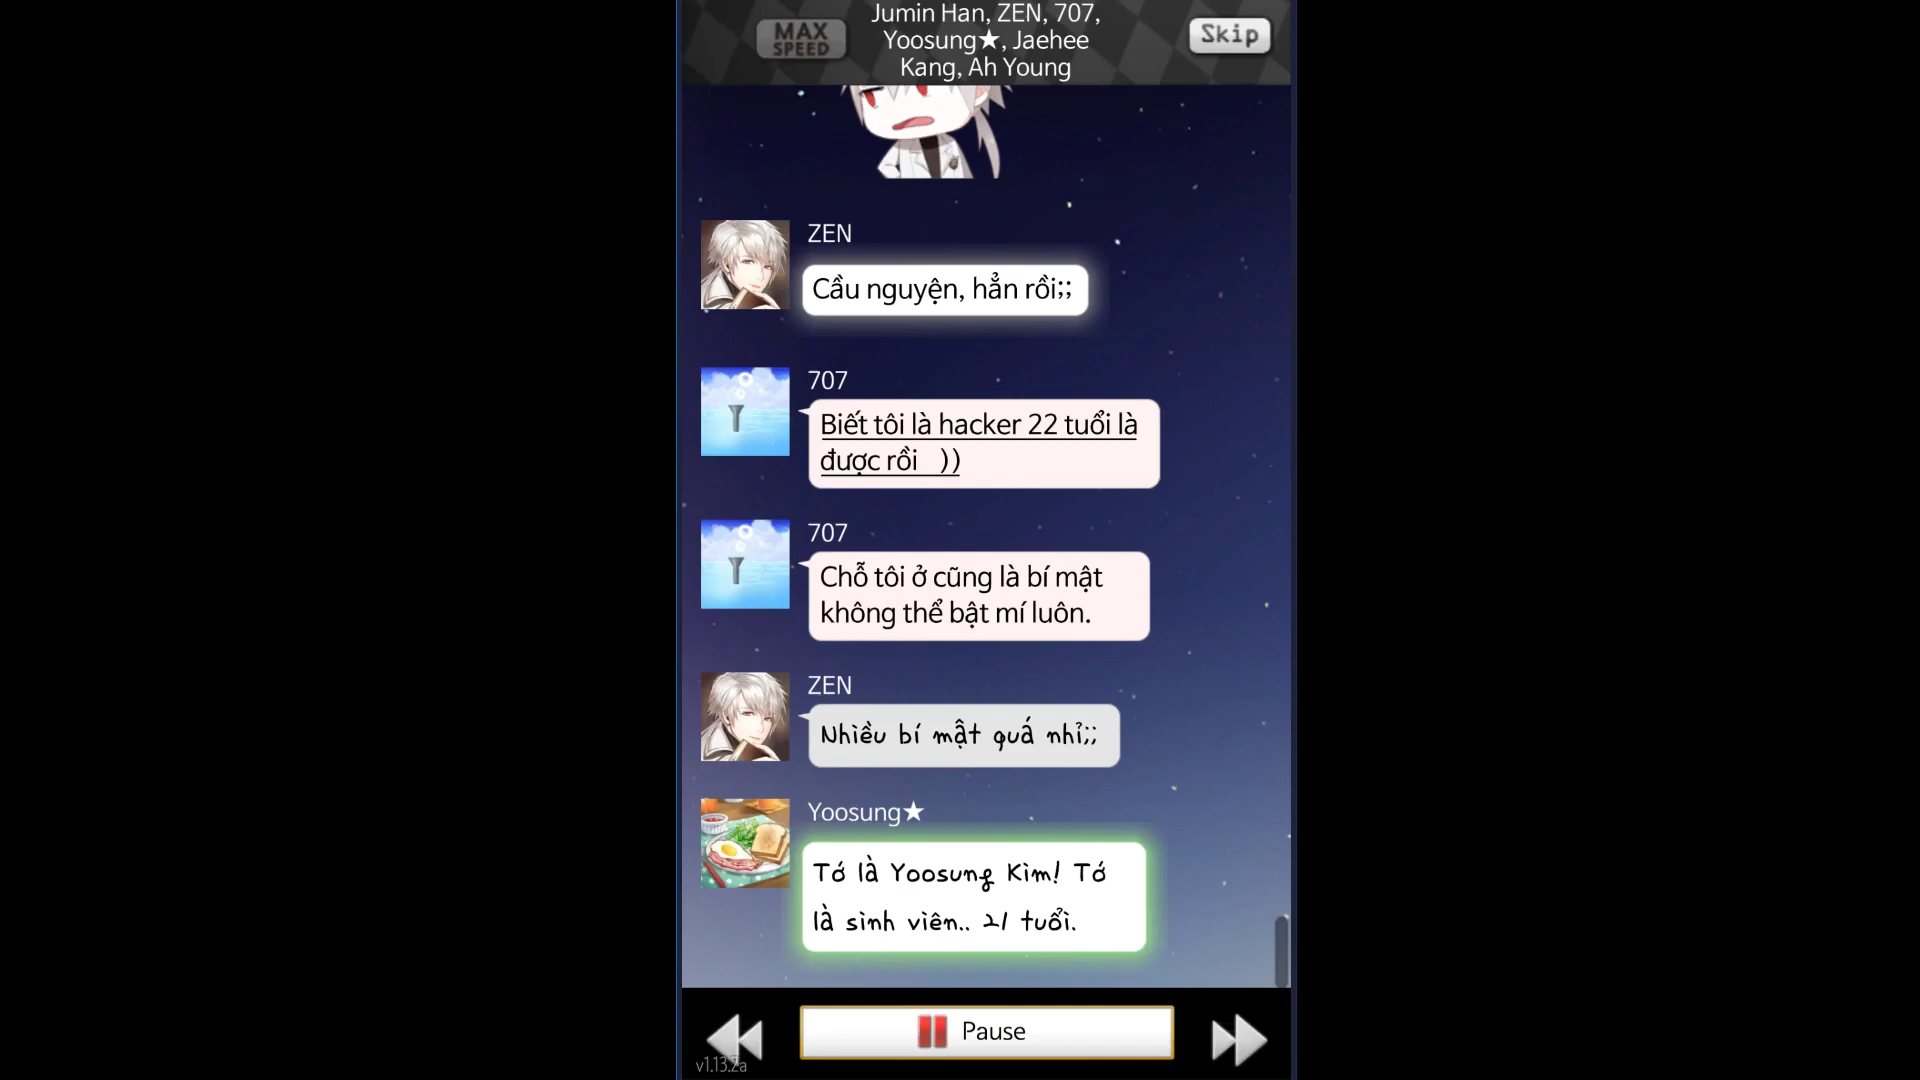 MAX
SPEED
Jumin Han, ZEN, 707,
Yoosung★, Jaehee
Kang, Ah Young
Skip
ZEN
Cầu nguyện, hẳn rồi;;
707
Biết tôi là hacker 22 tuổi là
được rồi ))
707
Chỗ tôi ở cũng là bí mật
không thể bật mí luôn.
ZEN
Nhiều bí mật quá nhỉ;;
Yoosung★
Tớ là Yoosung Kim! Tớ
là sinh viên.. 21 tuổi.
Pause
v1.13.2a